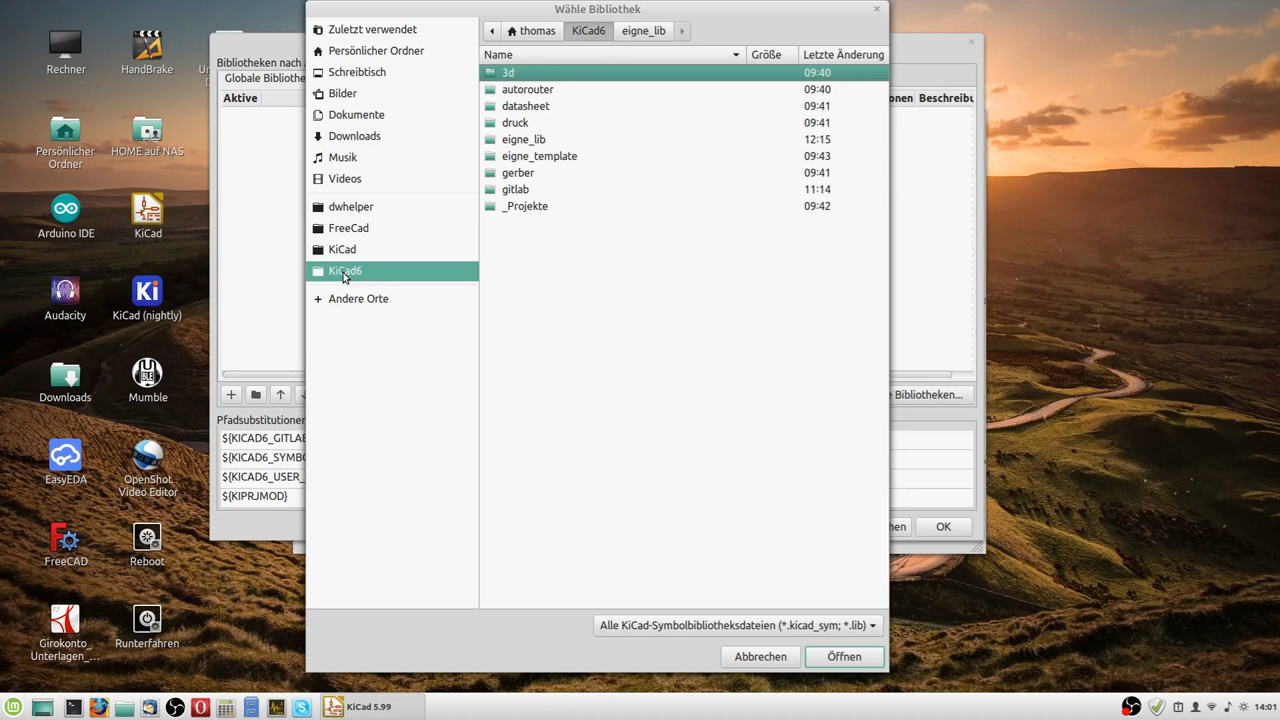 Wähle Bibliothek
Rechner
HandBrake
Persönlicher
Ordner
HOME auf NAS
Arduino IDE
KiCad
Audacity
KiCad (nightly)
Downloads
Mumble
EasyEDA
OpenShot
Video Editor
FreeCAD
Reboot
Girokonto_
Unterlagen_...
Runterfahren
Bibliotheken nach
Globale Bibliothe
Aktive
Pfadsubstitutionen
${KICAD6_GITLAB
${KICAD6_SYMBO
${KICAD6_USER_
${KIPRJMOD}
Zuletzt verwendet
Persönlicher Ordner
Schreibtisch
Bilder
Dokumente
Downloads
Musik
Videos
dwhelper
FreeCad
KiCad
KiCad6
Andere Orte
thomas KiCad6 eigne_lib
Name Größe Letzte Änderung
3d 09:40
autorouter 09:40
datasheet 09:41
druck 09:41
eigne_lib 12:15
eigne_template 09:43
gerber 09:41
gitlab 11:14
_Projekte 09:42
Alle KiCad-Symbolbibliotheksdateien (*.kicad_sym; *.lib)
Abbrechen Öffnen
onen Beschreibu
e Bibliotheken...
hen OK
KiCad 5.99
14:01